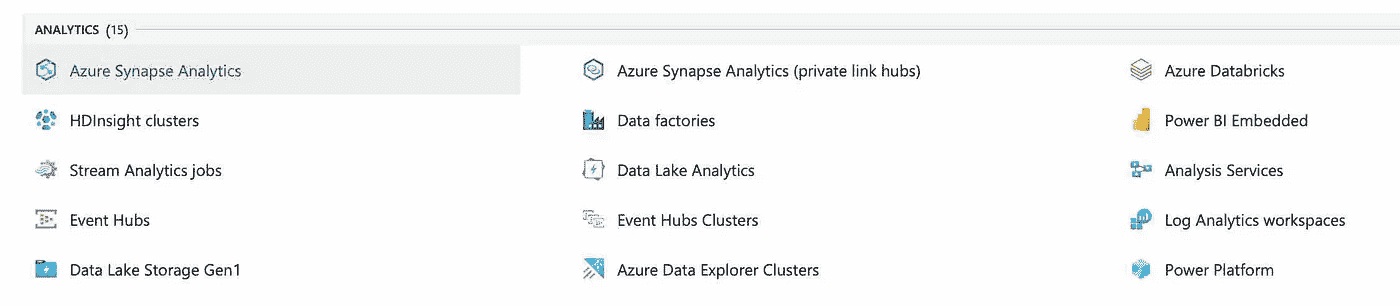 ANALYTICS (15)
Azure Synapse Analytics
Azure Synapse Analytics (private link hubs)
Azure Databricks
HDInsight clusters
Data factories
Power BI Embedded
Stream Analytics jobs
Data Lake Analytics
Analysis Services
Event Hubs
Event Hubs Clusters
Log Analytics workspaces
Data Lake Storage Gen1
Azure Data Explorer Clusters
Power Platform